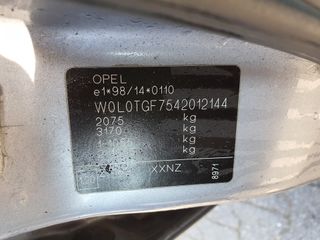 OPEL
e1*98/14*0110
W0L0TGF7542012144
2075 kg
3170 kg
kg
kg
XXNZ
8971